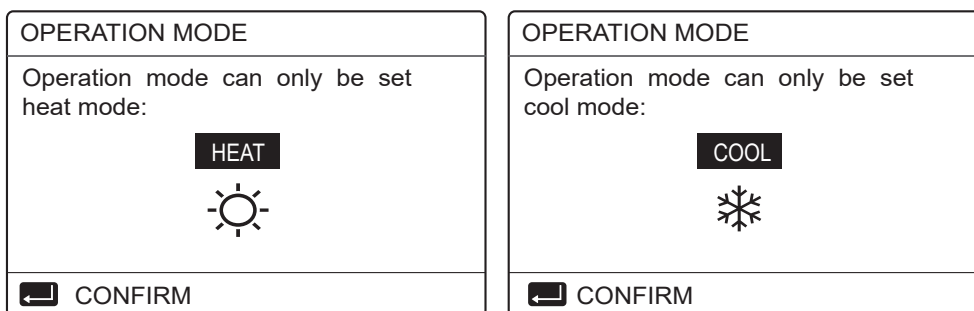 OPERATION MODE
Operation mode can only be set
heat mode:
HEAT
CONFIRM
OPERATION MODE
Operation mode can only be set
cool mode:
COOL
CONFIRM